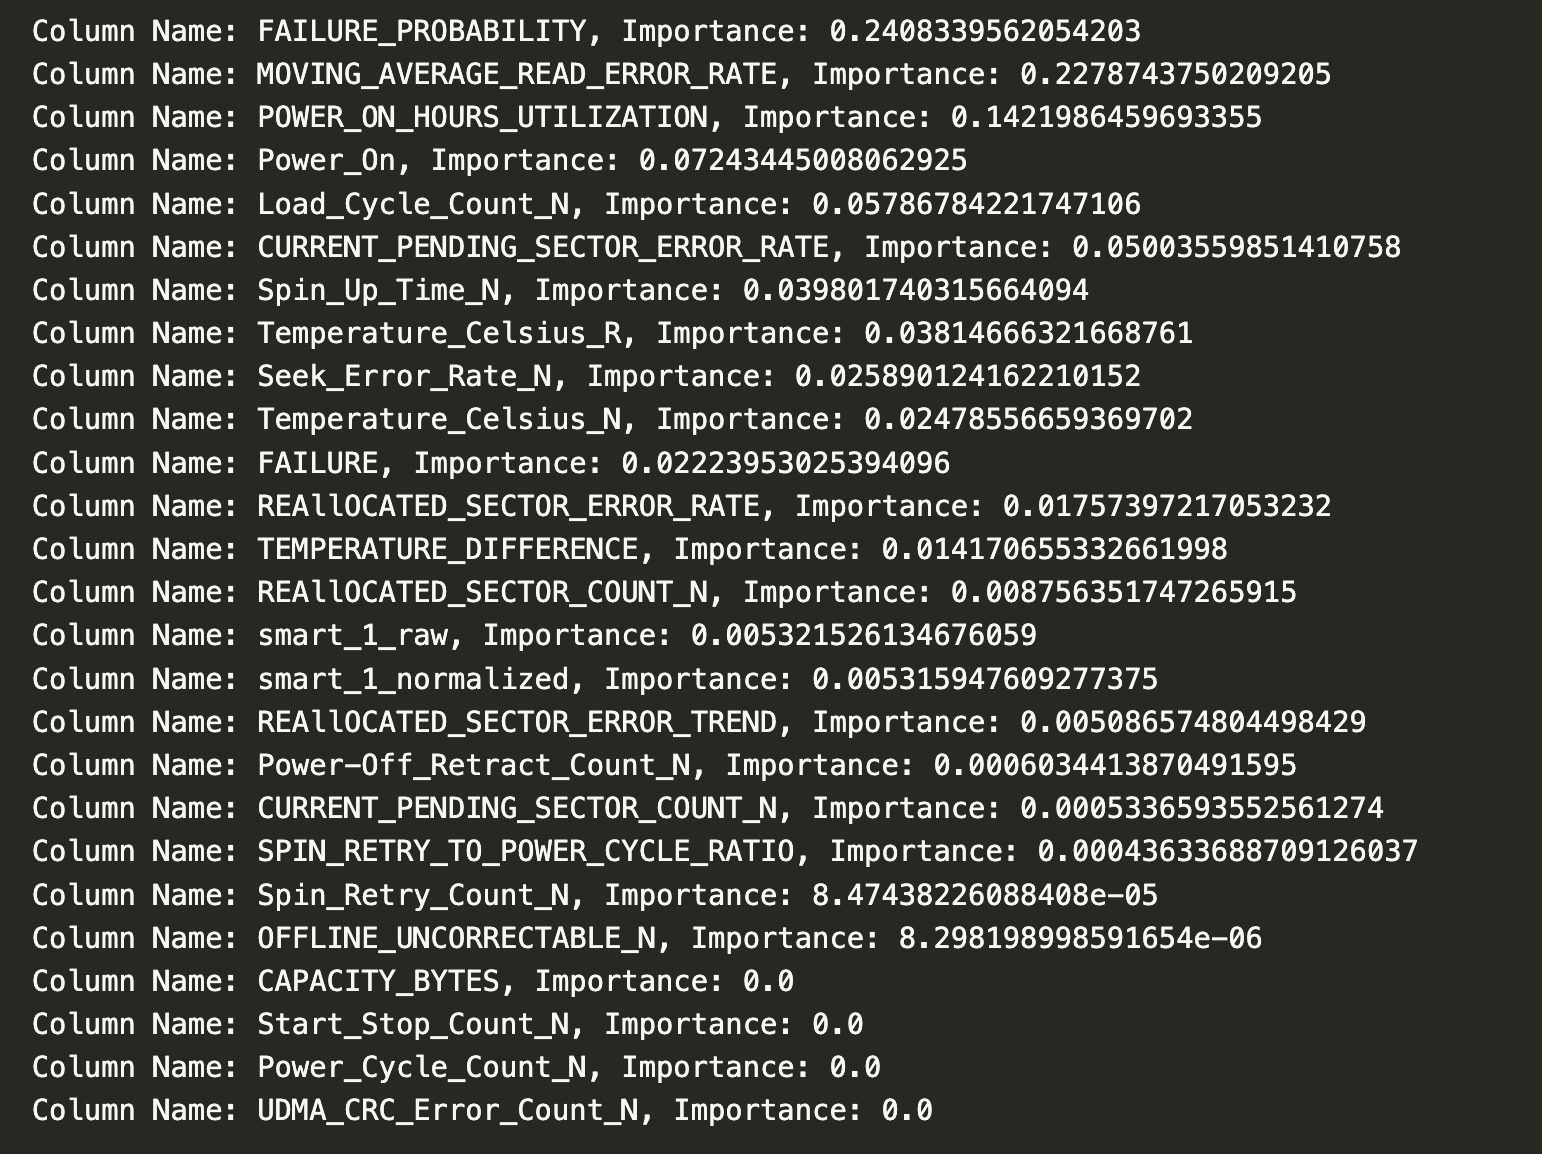 Column Name: FAILURE_PROBABILITY, Importance: 0.2408339562054203
Column Name: MOVING_AVERAGE_READ_ERROR_RATE, Importance: 0.2278743750209205
Column Name: POWER_ON_HOURS_UTILIZATION, Importance: 0.1421986459693355
Column Name: Power_On, Importance: 0.07243445008062925
Column Name: Load_Cycle_Count_N, Importance: 0.05786784221747106
Column Name: CURRENT_PENDING_SECTOR_ERROR_RATE, Importance: 0.05003559851410758
Column Name: Spin_Up_Time_N, Importance: 0.039801740315664094
Column Name: Temperature_Celsius_R, Importance: 0.03814666321668761
Column Name: Seek_Error_Rate_N, Importance: 0.025890124162210152
Column Name: Temperature_Celsius_N, Importance: 0.02478556659369702
Column Name: FAILURE, Importance: 0.02223953025394096
Column Name: REAllOCATED_SECTOR_ERROR_RATE, Importance: 0.01757397217053232
Column Name: TEMPERATURE_DIFFERENCE, Importance: 0.014170655332661998
Column Name: REAllOCATED_SECTOR_COUNT_N, Importance: 0.008756351747265915
Column Name: smart_1_raw, Importance: 0.005321526134676059
Column Name: smart_1_normalized, Importance: 0.005315947609277375
Column Name: REAllOCATED_SECTOR_ERROR_TREND, Importance: 0.005086574804498429
Column Name: Power-Off_Retract_Count_N, Importance: 0.0006034413870491595
Column Name: CURRENT_PENDING_SECTOR_COUNT_N, Importance: 0.0005336593552561274
Column Name: SPIN_RETRY_TO_POWER_CYCLE_RATIO, Importance: 0.00043633688709126037
Column Name: Spin_Retry_Count_N, Importance: 8.47438226088408e-05
Column Name: OFFLINE_UNCORRECTABLE_N, Importance: 8.298198998591654e-06
Column Name: CAPACITY_BYTES, Importance: 0.0
Column Name: Start_Stop_Count_N, Importance: 0.0
Column Name: Power_Cycle_Count_N, Importance: 0.0
Column Name: UDMA_CRC_Error_Count_N, Importance: 0.0